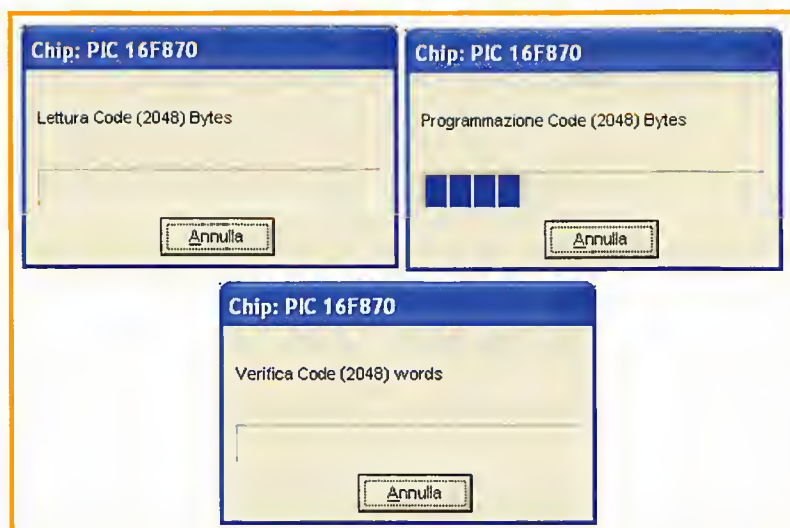 Chip: PIC 16F870
Lettura Code (2048) Bytes
Annulla
Chip: PIC 16F870
Programmazione Code (2048) Bytes
Annulla
Chip: PIC 16F870
Verifica Code (2048) words
Annulla